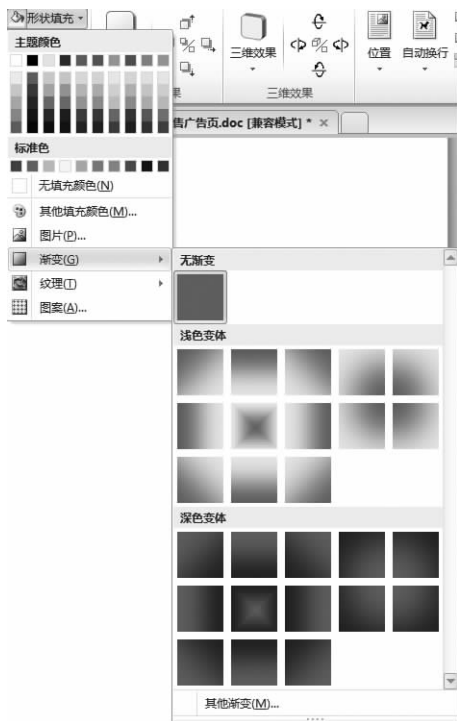 形状填充
三维效果
位置
自动换行
果
三维效果
主题颜色
售广告页.doc [兼容模式] * ×
标准色
无填充颜色(N)
其他填充颜色(M)...
图片(P)...
渐变(G)
纹理(T)
图案(A)...
无渐变
浅色变体
深色变体
其他渐变(M)...